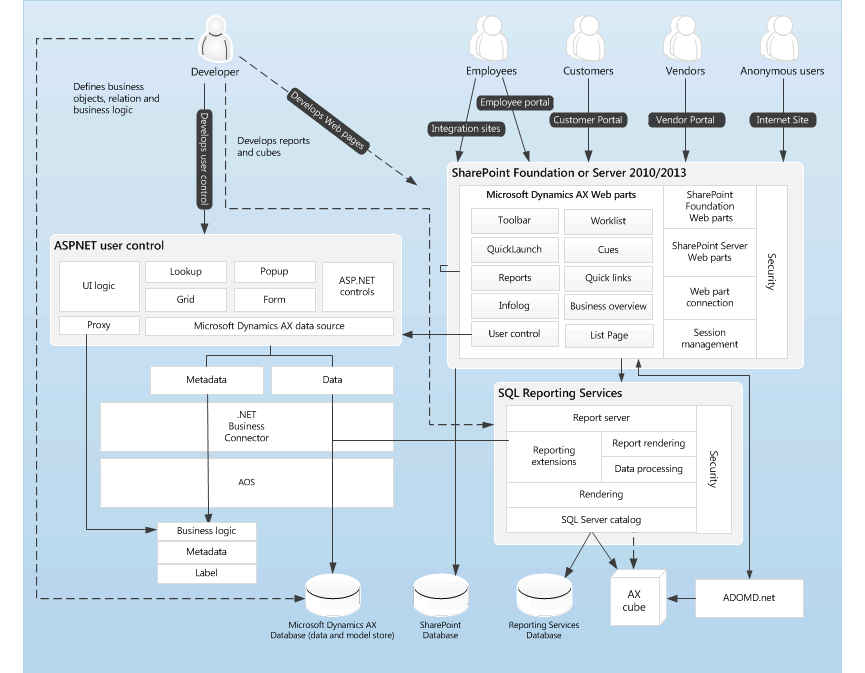 Developer
Employees
Customers
Vendors
Anonymous users
Defines business
objects, relation and
business logic
Develops user control
Develops reports
and cubes
Develops Web pages
Integration sites
Employee portal
Customer Portal
Vendor Portal
Internet Site
SharePoint Foundation or Server 2010/2013
Microsoft Dynamics AX Web parts
Toolbar
Worklist
QuickLaunch
Cues
Reports
Quick links
Infolog
Business overview
User control
List Page
SharePoint
Foundation
Web parts
SharePoint Server
Web parts
Web part
connection
Session
management
Security
ASPNET user control
UI logic
Lookup
Popup
Grid
Form
ASP.NET
controls
Proxy
Microsoft Dynamics AX data source
Metadata
Data
.NET
Business
Connector
AOS
Business logic
Metadata
Label
SQL Reporting Services
Report server
Reporting
extensions
Report rendering
Data processing
Rendering
SQL Server catalog
Security
Microsoft Dynamics AX
Database (data and model store)
SharePoint
Database
Reporting Services
Database
AX
cube
ADOMD.net